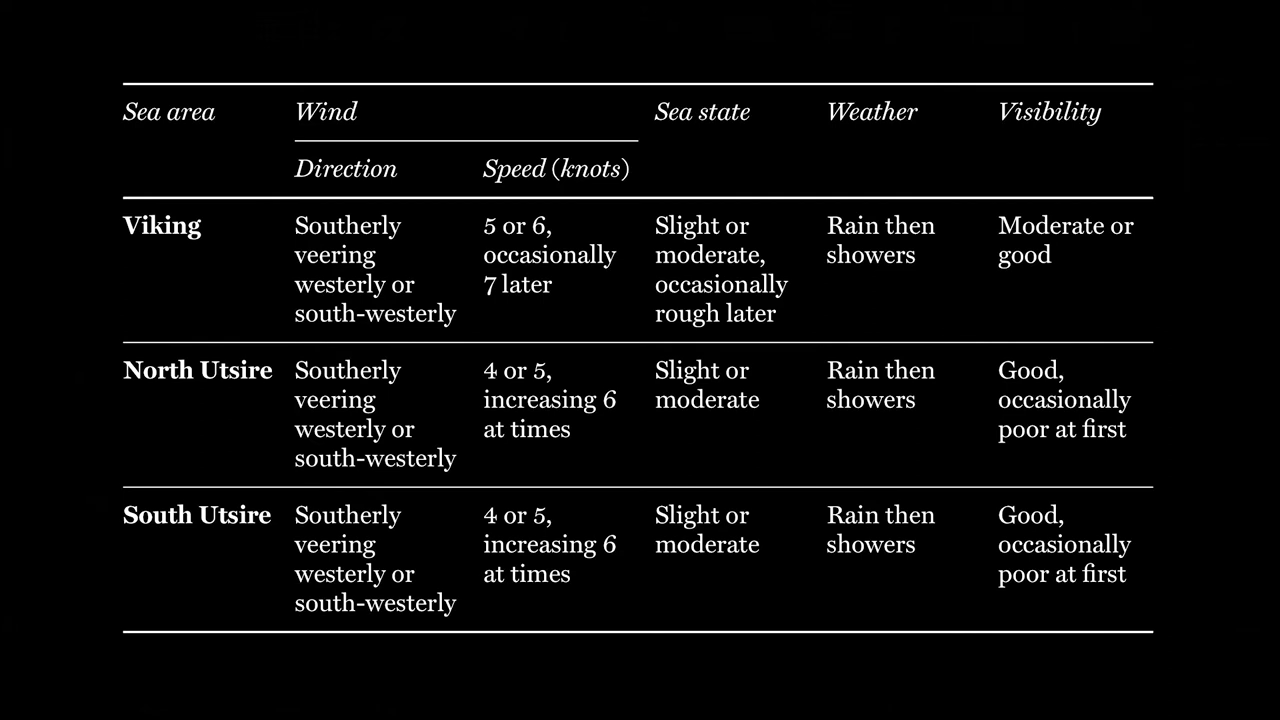 Sea area Wind Sea state Weather Visibility
Direction Speed (knots)
Viking
Southerly
veering
westerly or
south-westerly
5 or 6,
occasionally
7 later
Slight or
moderate,
occasionally
rough later
Rain then
showers
Moderate or
good
North Utsire
Southerly
veering
westerly or
south-westerly
4 or 5,
increasing 6
at times
Slight or
moderate
Rain then
showers
Good,
occasionally
poor at first
South Utsire
Southerly
veering
westerly or
south-westerly
4 or 5,
increasing 6
at times
Slight or
moderate
Rain then
showers
Good,
occasionally
poor at first